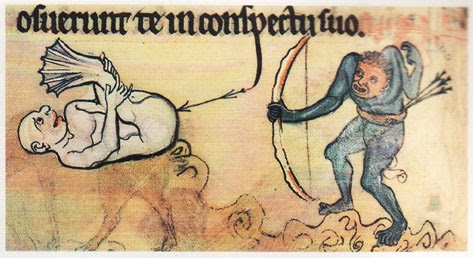 osuerunt te in conspectu suo.